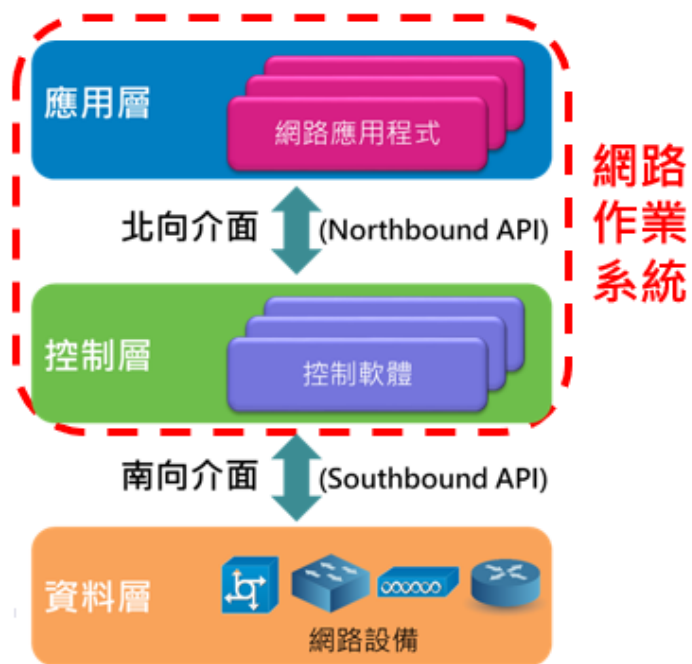 應用層
網路應用程式
北向介面 (Northbound API)
網路
作業
系統
控制層
控制軟體
南向介面 (Southbound API)
資料層
網路設備